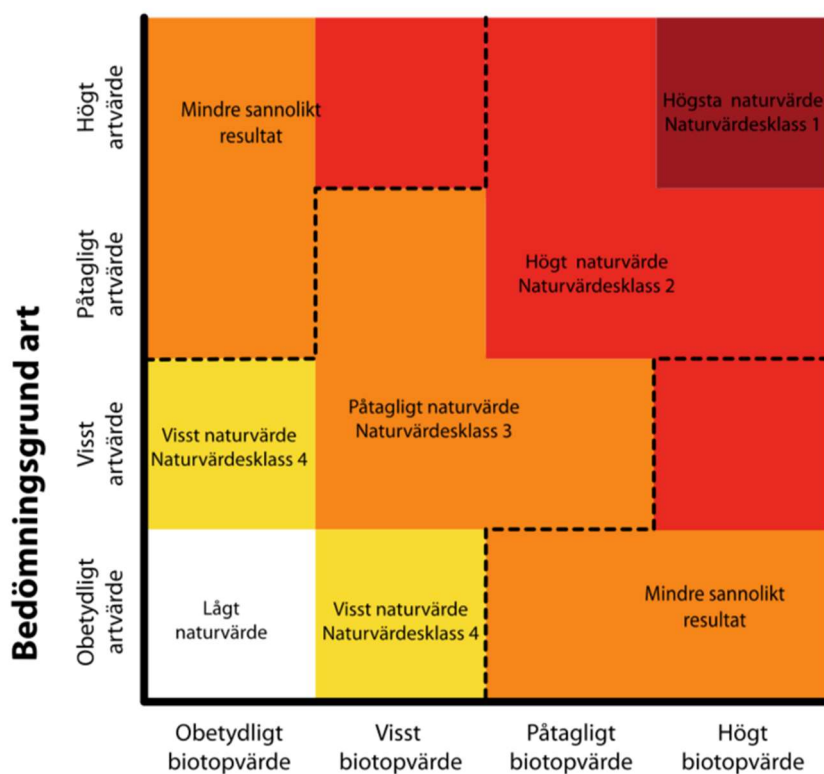 Bedömningsgrund art
Högt
artvärde
Påtagligt
artvärde
Visst
artvärde
Obetydligt
artvärde
Mindre sannolikt
resultat
Högsta naturvärde
Naturvärdesklass 1
Högt naturvärde
Naturvärdesklass 2
Påtagligt naturvärde
Naturvärdesklass 3
Visst naturvärde
Naturvärdesklass 4
Lågt
naturvärde
Visst naturvärde
Naturvärdesklass 4
Mindre sannolikt
resultat
Obetydligt
biotopvärde
Visst
biotopvärde
Påtagligt
biotopvärde
Högt
biotopvärde